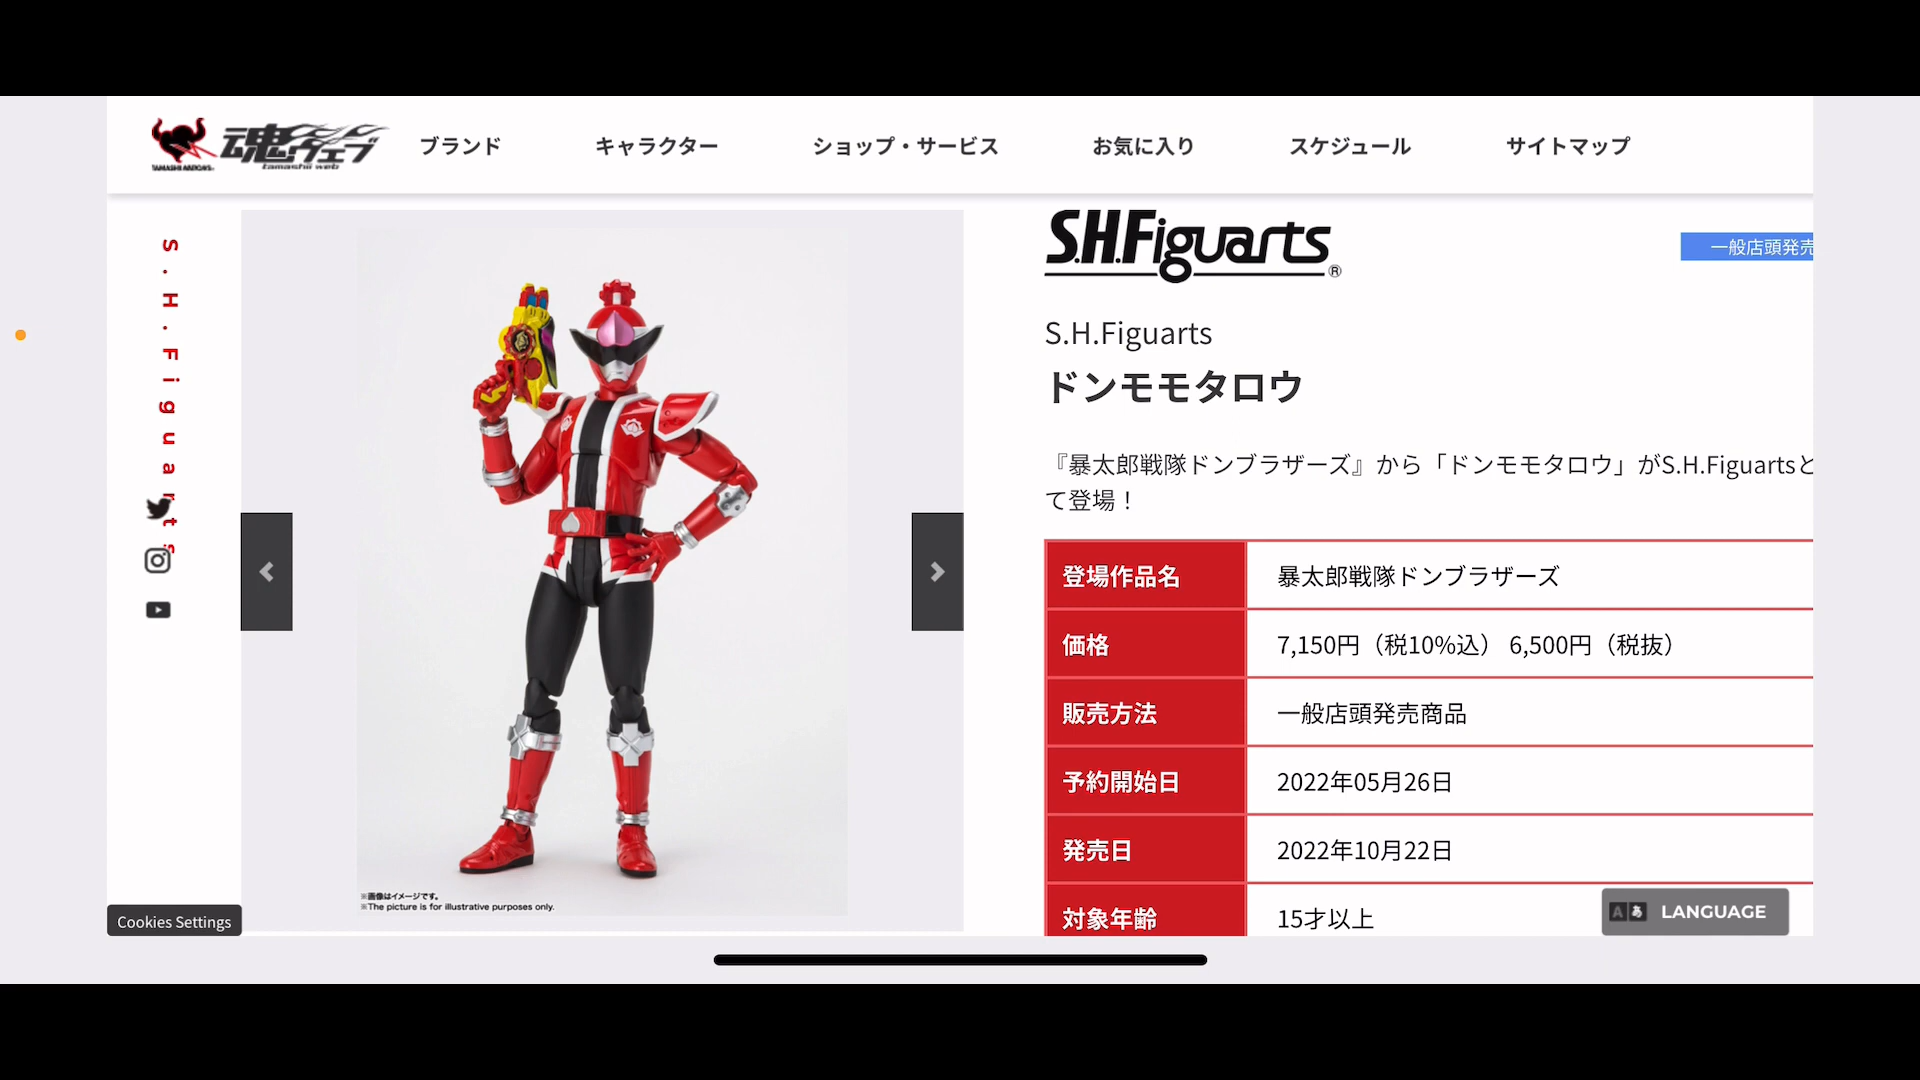 TAMASHII NATIONS
魂ウェブ
tamashii web
ブランド
キャラクター
ショップ・サービス
お気に入り
スケジュール
サイトマップ
S.H.Figuarts
S.H.Figuarts®
一般店頭発売
S.H.Figuarts
ドンモモタロウ
『暴太郎戦隊ドンブラザーズ』から「ドンモモタロウ」がS.H.Figuartsと
て登場！
登場作品名 暴太郎戦隊ドンブラザーズ
価格 7,150円（税10%込） 6,500円（税抜）
販売方法 一般店頭発売商品
予約開始日 2022年05月26日
発売日 2022年10月22日
対象年齢 15才以上
※画像はイメージです。
※The picture is for illustrative purposes only.
Cookies Settings
A あ LANGUAGE